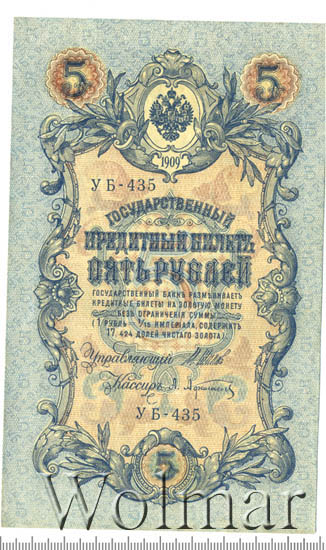 5 5
1909
УБ-435
ГОСУДАРСТВЕННЫЙ
КРЕДИТНЫЙ БИЛЕТЪ
ПЯТЬ РУБЛЕЙ
ГОСУДАРСТВЕННЫЙ БАНКЪ РАЗМѢНИВАЕТЪ
КРЕДИТНЫЕ БИЛЕТЫ НА ЗОЛОТУЮ МОНЕТУ
БЕЗЪ ОГРАНИЧЕНІЯ СУММЫ
(1 РУБЛЬ = 1/15 ИМПЕРІАЛА, СОДЕРЖИТЪ
17,424 ДОЛЕЙ ЧИСТАГО ЗОЛОТА)
Управляющій
Кассиръ
УБ-435
5
Wolmar